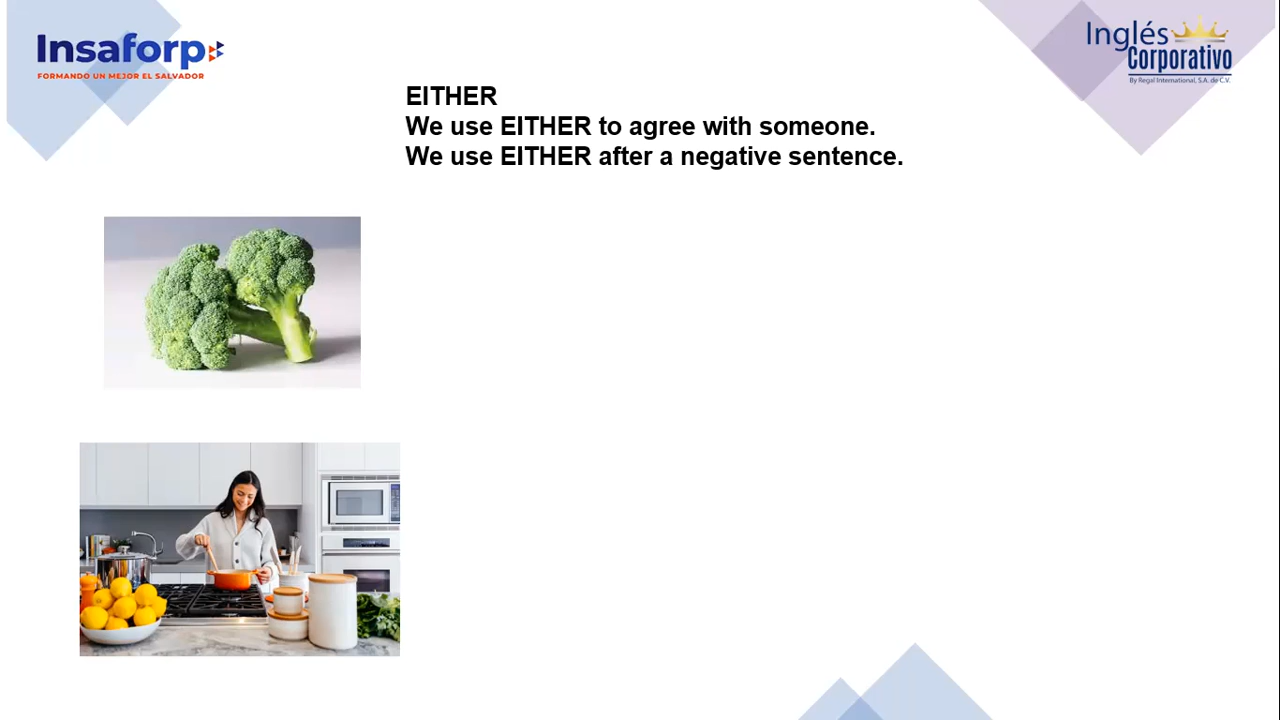 Insaforp
FORMANDO UN MEJOR EL SALVADOR
Inglés
Corporativo
By Regal International, S.A. de C.V.
EITHER
We use EITHER to agree with someone.
We use EITHER after a negative sentence.